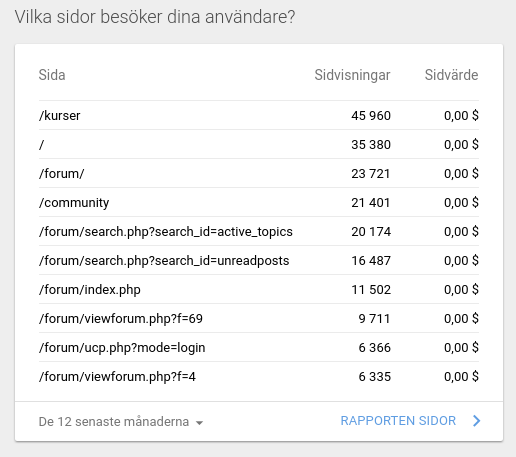 Vilka sidor besöker dina användare?
Sida Sidvisningar Sidvärde
/kurser 45 960 0,00 $
/ 35 380 0,00 $
/forum/ 23 721 0,00 $
/community 21 401 0,00 $
/forum/search.php?search_id=active_topics 20 174 0,00 $
/forum/search.php?search_id=unreadposts 16 487 0,00 $
/forum/index.php 11 502 0,00 $
/forum/viewforum.php?f=69 9 711 0,00 $
/forum/ucp.php?mode=login 6 366 0,00 $
/forum/viewforum.php?f=4 6 335 0,00 $
De 12 senaste månaderna RAPPORTEN SIDOR